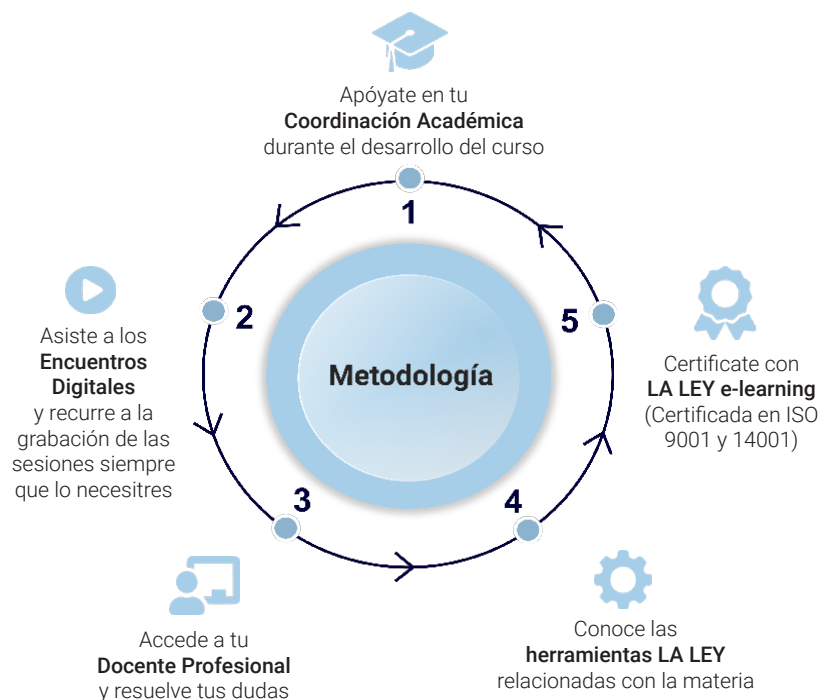 Apóyate en tu
Coordinación Académica
durante el desarrollo del curso
1
2
Asiste a los
Encuentros
Digitales
y recurre a la
grabación de las
sesiones siempre
que lo necesitres
Metodología
5
Certificate con
LA LEY e-learning
(Certificada en ISO
9001 y 14001)
3
4
Accede a tu
Docente Profesional
y resuelve tus dudas
Conoce las
herramientas LA LEY
relacionadas con la materia